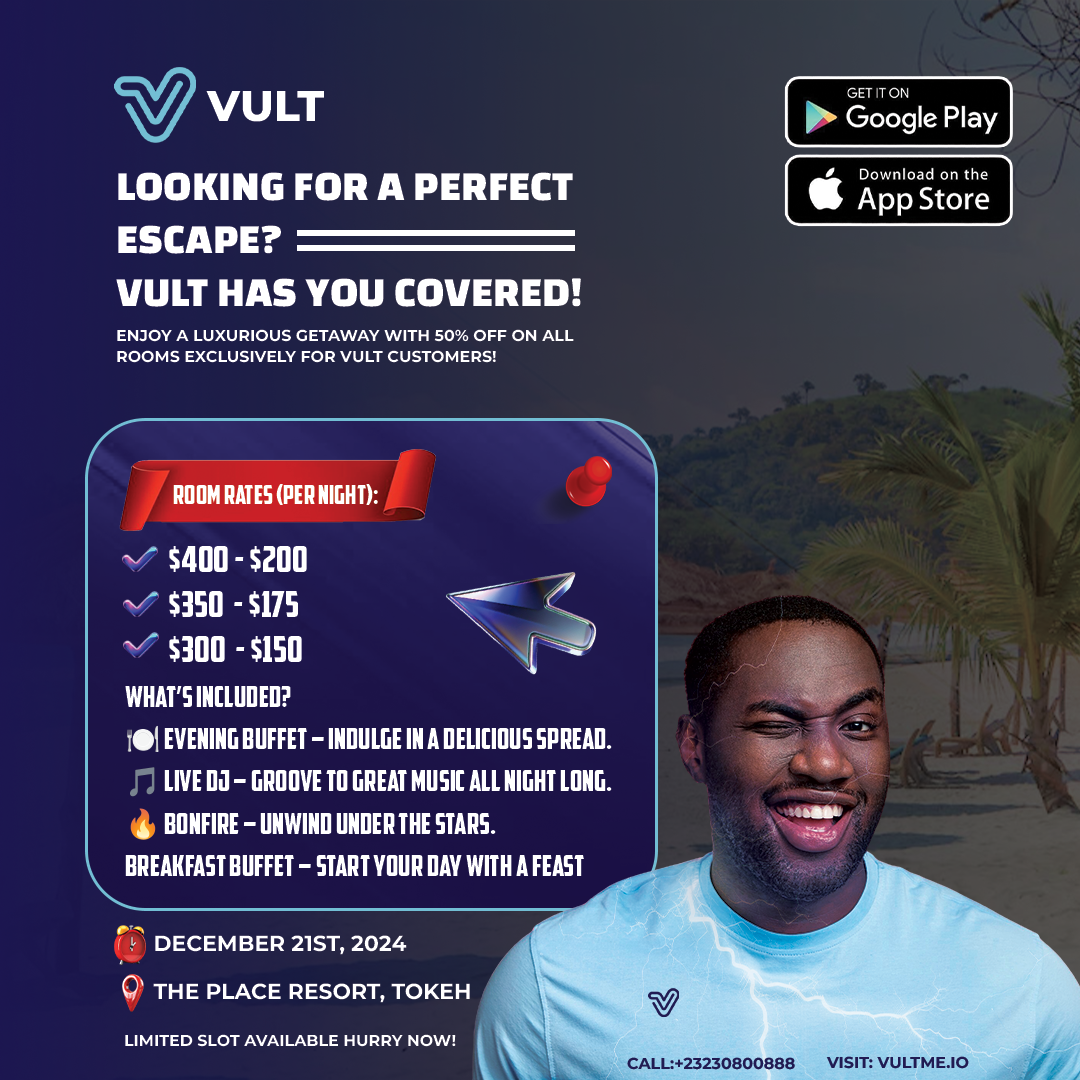 VULT
GET IT ON
Google Play
Download on the
App Store
LOOKING FOR A PERFECT
ESCAPE?
VULT HAS YOU COVERED!
ENJOY A LUXURIOUS GETAWAY WITH 50% OFF ON ALL
ROOMS EXCLUSIVELY FOR VULT CUSTOMERS!
ROOM RATES (PER NIGHT):
$400 - $200
$350 - $175
$300 - $150
WHAT'S INCLUDED?
EVENING BUFFET – INDULGE IN A DELICIOUS SPREAD.
LIVE DJ – GROOVE TO GREAT MUSIC ALL NIGHT LONG.
BONFIRE – UNWIND UNDER THE STARS.
BREAKFAST BUFFET – START YOUR DAY WITH A FEAST
DECEMBER 21ST, 2024
THE PLACE RESORT, TOKEH
LIMITED SLOT AVAILABLE HURRY NOW!
CALL:+23230800888 VISIT: VULTME.IO